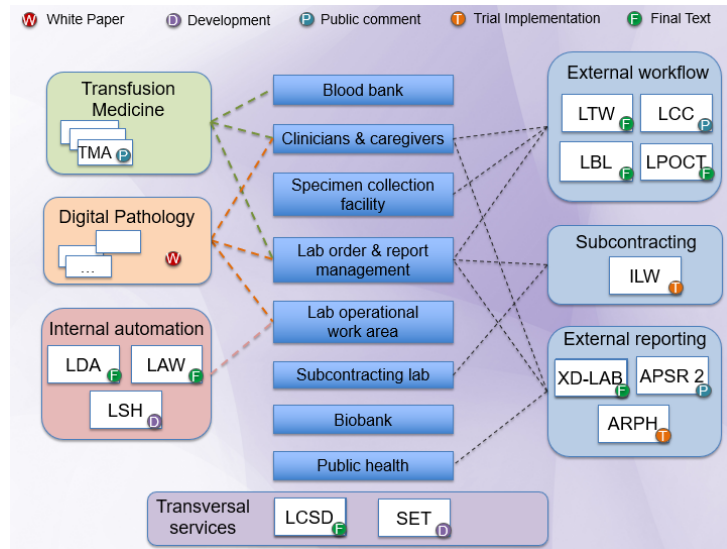 W White Paper
D Development
P Public comment
T Trial Implementation
F Final Text
Transfusion
Medicine
TMA P
Digital Pathology
...
W
Internal automation
LDA F
LAW F
LSH D
Blood bank
Clinicians & caregivers
Specimen collection
facility
Lab order & report
management
Lab operational
work area
Subcontracting lab
Biobank
Public health
External workflow
LTW F
LCC P
LBL F
LPOCT F
Subcontracting
ILW T
External reporting
XD-LAB F
APSR 2 P
ARPH T
Transversal
services
LCSD F
SET D